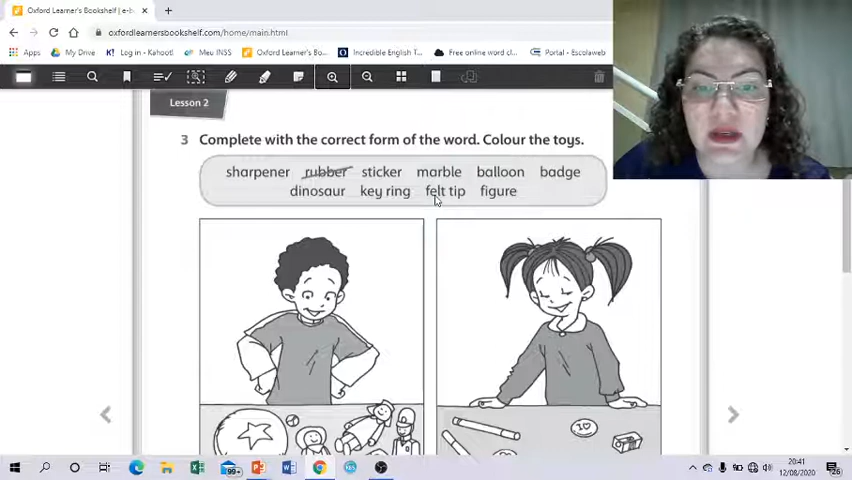 Oxford Learner's Bookshelf | e-b
oxfordlearnersbookshelf.com/home/main.html
Apps
My Drive
Log in - Kahoot!
Meu INSS
Oxford Learner's Bo...
Incredible English T...
Free online word cl...
Portal - Escolaweb
Lesson 2
3 Complete with the correct form of the word. Colour the toys.
sharpener rubber sticker marble balloon badge
dinosaur key ring felt tip figure
99+
20:41
12/08/2020
26